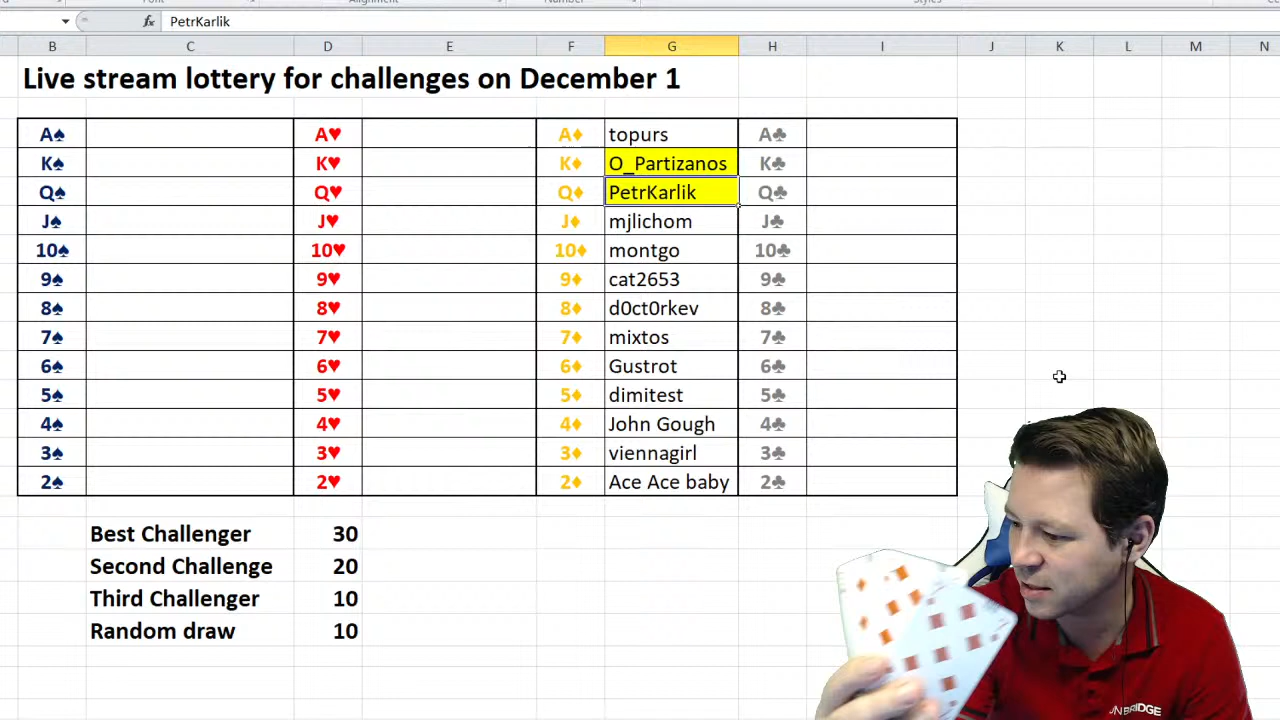 PetrKarlik
B C D E F G H I J K L M N
Live stream lottery for challenges on December 1
A♠ A♥ A♦ topurs A♣
K♠ K♥ K♦ O_Partizanos K♣
Q♠ Q♥ Q♦ PetrKarlik Q♣
J♠ J♥ J♦ mjlichom J♣
10♠ 10♥ 10♦ montgo 10♣
9♠ 9♥ 9♦ cat2653 9♣
8♠ 8♥ 8♦ d0ct0rkev 8♣
7♠ 7♥ 7♦ mixtos 7♣
6♠ 6♥ 6♦ Gustrot 6♣
5♠ 5♥ 5♦ dimitest 5♣
4♠ 4♥ 4♦ John Gough 4♣
3♠ 3♥ 3♦ viennagirl 3♣
2♠ 2♥ 2♦ Ace Ace baby 2♣
Best Challenger 30
Second Challenge 20
Third Challenger 10
Random draw 10